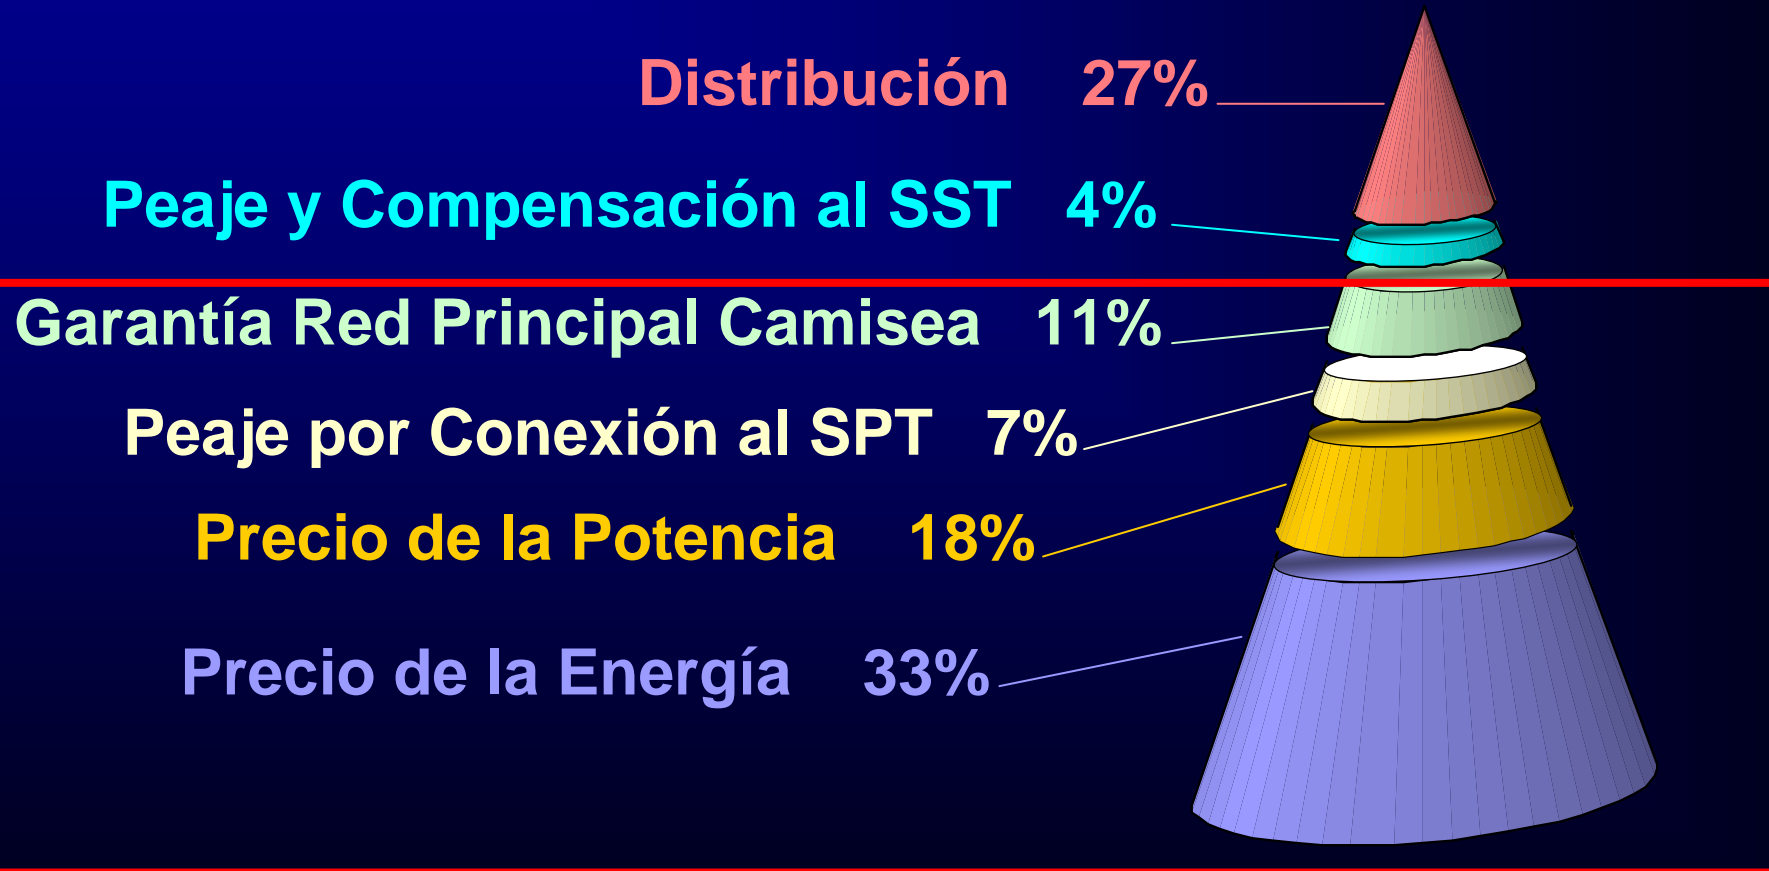 Distribución 27%
Peaje y Compensación al SST 4%
Garantía Red Principal Camisea 11%
Peaje por Conexión al SPT 7%
Precio de la Potencia 18%
Precio de la Energía 33%